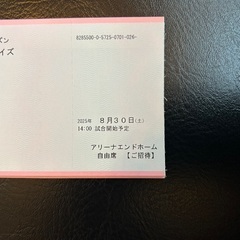 ズン
イズ
8285500-0-5725-0701-026-
2025年 8月30日(土)
14:00 試合開始予定
アリーナエンドホーム
自由席 【ご招待】